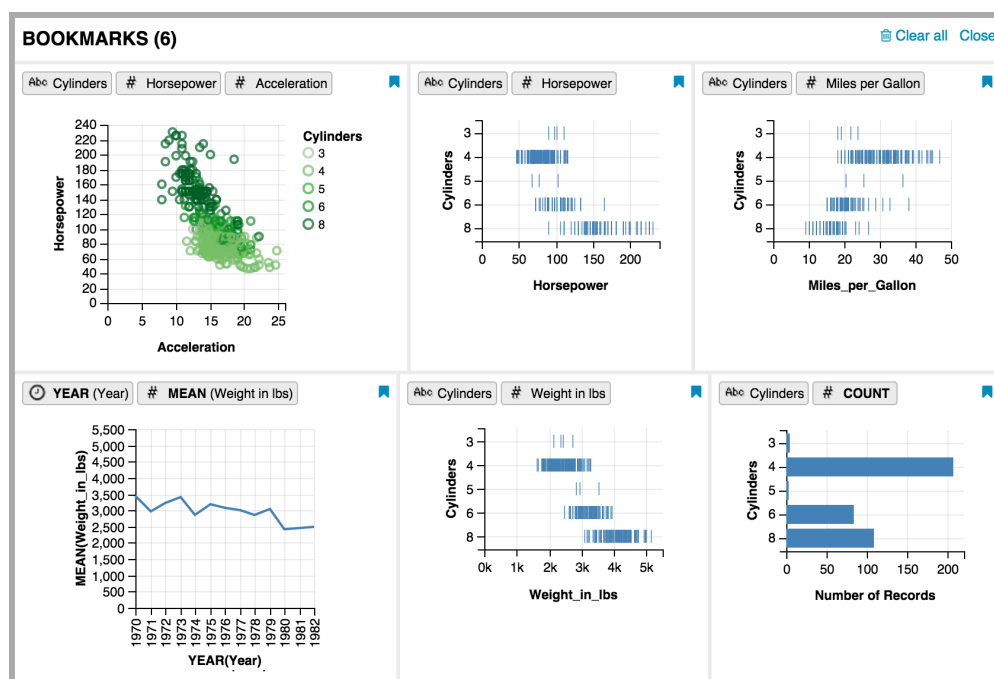 BOOKMARKS (6)
Clear all Close
Abc Cylinders # Horsepower # Acceleration
240
220
200
180
160
140
120
100
80
60
40
20
0
Horsepower
0 5 10 15 20 25
Acceleration
Cylinders
3
4
5
6
8
Abc Cylinders # Horsepower
Cylinders
3
4
5
6
8
0 50 100 150 200
Horsepower
Abc Cylinders # Miles per Gallon
Cylinders
3
4
5
6
8
0 10 20 30 40 50
Miles_per_Gallon
YEAR (Year) # MEAN (Weight in lbs)
5,500
5,000
4,500
4,000
3,500
3,000
2,500
2,000
1,500
1,000
500
0
MEAN(Weight_in_lbs)
1970 1971 1972 1973 1974 1975 1976 1977 1978 1979 1980 1981 1982
YEAR(Year)
Abc Cylinders # Weight in lbs
Cylinders
3
4
5
6
8
0k 1k 2k 3k 4k 5k
Weight_in_lbs
Abc Cylinders # COUNT
Cylinders
3
4
5
6
8
0 50 100 150 200
Number of Records